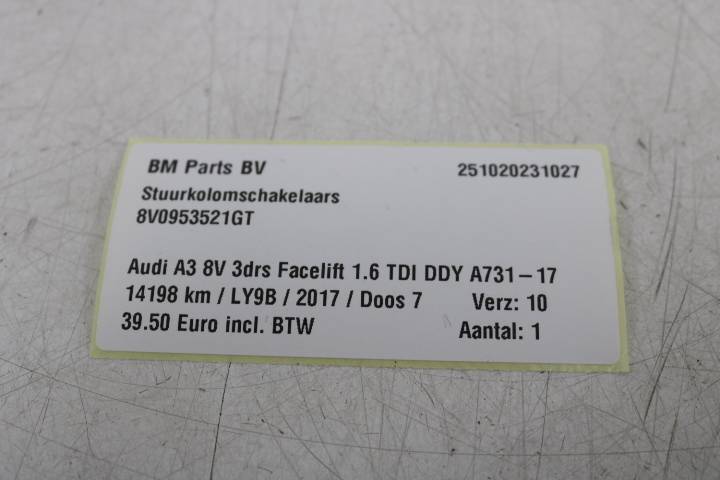 BM Parts BV 251020231027
Stuurkolomschakelaars
8V0953521GT
Audi A3 8V 3drs Facelift 1.6 TDI DDY A731-17
14198 km / LY9B / 2017 / Doos 7 Verz: 10
39.50 Euro incl. BTW Aantal: 1